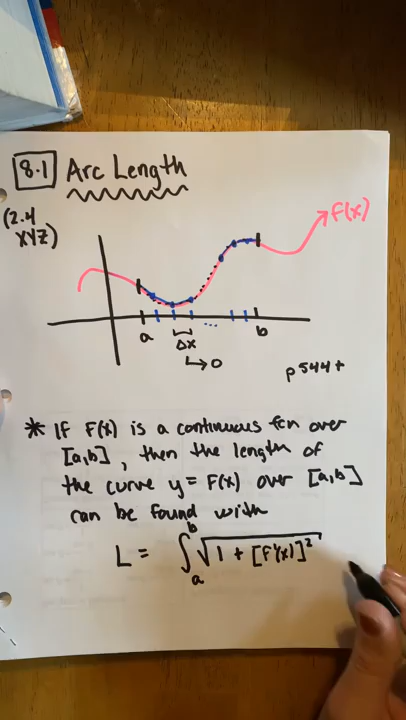 8.1 Arc Length
(2.4
XYZ)
F(x)
a
Δx
...
b
→0
p544+
* If F(x) is a continuous fcn over
[a,b], then the length of
the curve y = F(x) over [a,b]
can be found with
L = ∫ₐᵇ √1 + [F'(x)]²